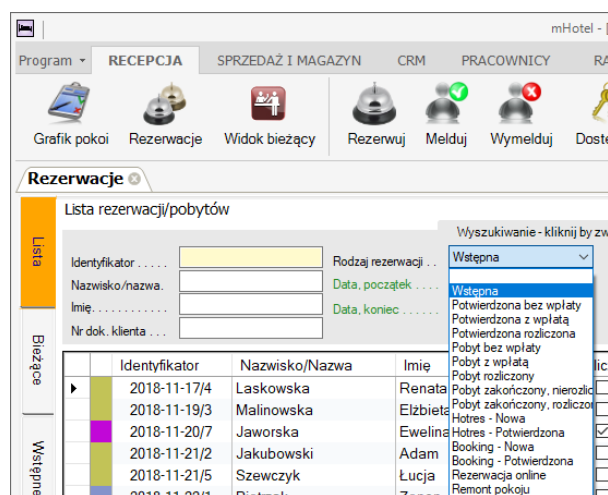 mHotel - [
Program RECEPCJA SPRZEDAŻ I MAGAZYN CRM PRACOWNICY RA
Grafik pokoi Rezerwacje Widok bieżący Rezerwuj Melduj Wymelduj Dostę
Rezerwacje
Lista rezerwacji/pobytów
Wyszukiwanie - kliknij by zw
Lista
Identyfikator . . . . . Rodzaj rezerwacji . . Wstępna
Nazwisko/nazwa. Data, początek . . . .
Imię. . . . . . . . . . . . Data, koniec . . . . . .
Nr dok. klienta . . .
Wstępna
Potwierdzona bez wpłaty
Potwierdzona z wpłatą
Potwierdzona rozliczona
Pobyt bez wpłaty
Pobyt z wpłatą
Pobyt rozliczony
Pobyt zakończony, nierozlic
Pobyt zakończony, rozliczon
Hotres - Nowa
Hotres - Potwierdzona
Booking - Nowa
Booking - Potwierdzona
Rezerwacja online
Remont pokoju
Bieżące
Wstępne
Identyfikator Nazwisko/Nazwa Imię lic
2018-11-17/4 Laskowska Renata
2018-11-19/3 Malinowska Elżbieta
2018-11-20/7 Jaworska Ewelina
2018-11-21/2 Jakubowski Adam
2018-11-21/5 Szewczyk Łucja